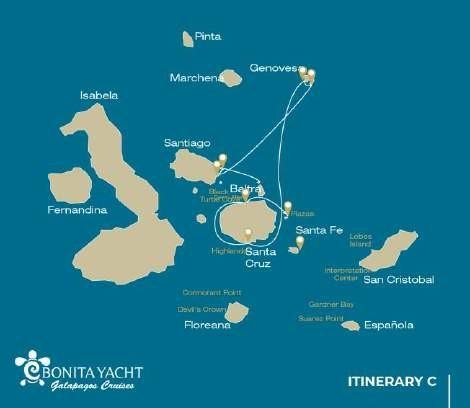 Pinta
Genovesa
Marchena
Isabela
Santiago
Black
Turtle Cove
Baltra
Fernandina
Plazas
Santa Fe
Lobos
Island
Highlands
Santa
Cruz
Interpretation
Center
San Cristobal
Cormorant Point
Devil's Crown
Gardner Bay
Floreana
Suarez Point
Española
BONITA YACHT
Galapagos Cruises
ITINERARY C